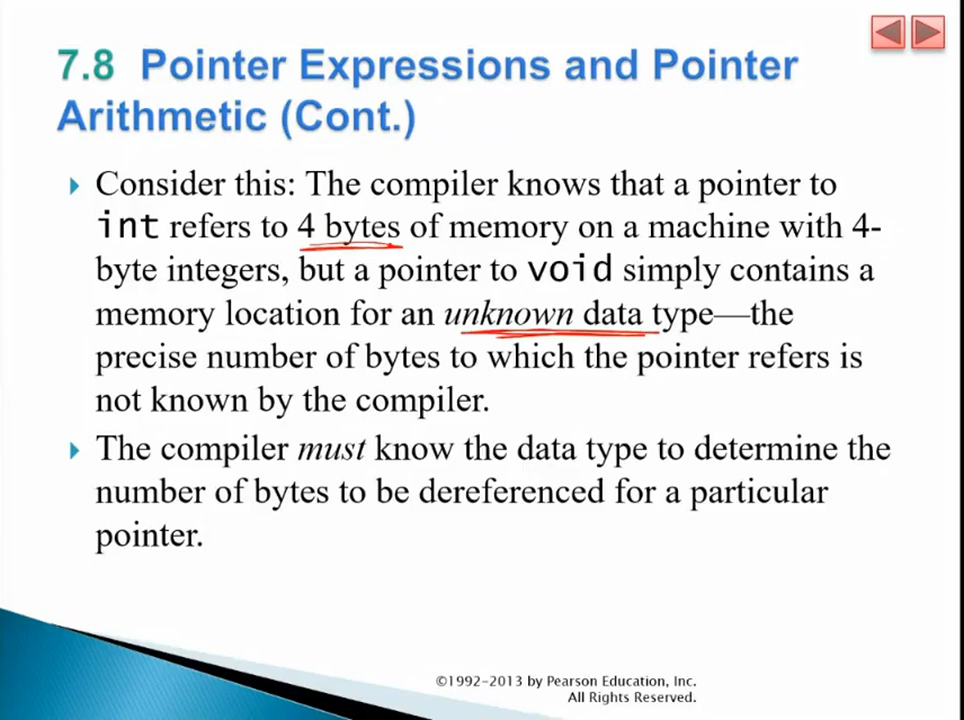 7.8 Pointer Expressions and Pointer
Arithmetic (Cont.)
Consider this: The compiler knows that a pointer to
int refers to 4 bytes of memory on a machine with 4-
byte integers, but a pointer to void simply contains a
memory location for an unknown data type—the
precise number of bytes to which the pointer refers is
not known by the compiler.
The compiler must know the data type to determine the
number of bytes to be dereferenced for a particular
pointer.
©1992-2013 by Pearson Education, Inc.
All Rights Reserved.